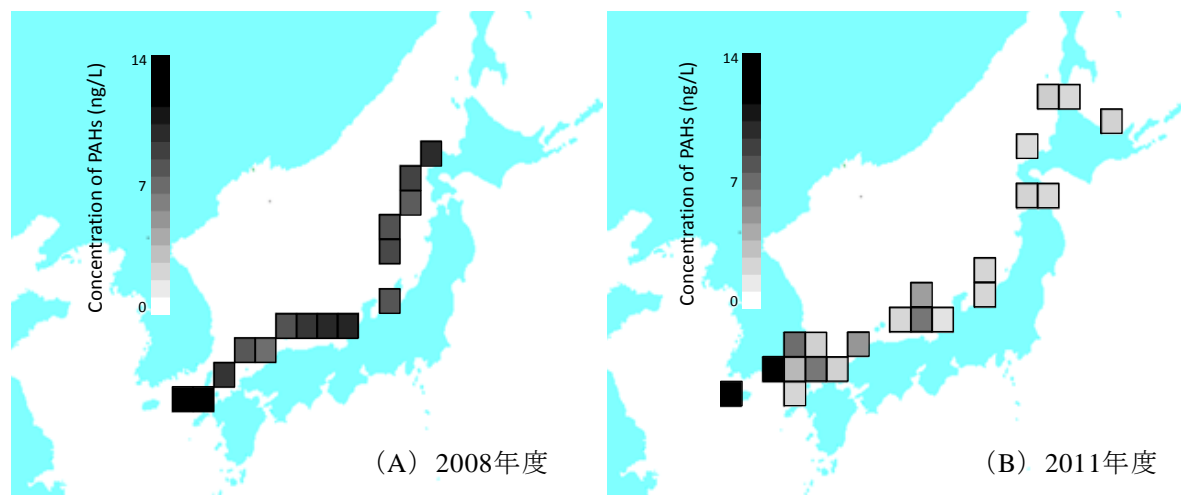 Concentration of PAHs (ng/L)
14
7
0
（A）2008年度
Concentration of PAHs (ng/L)
14
7
0
（B）2011年度